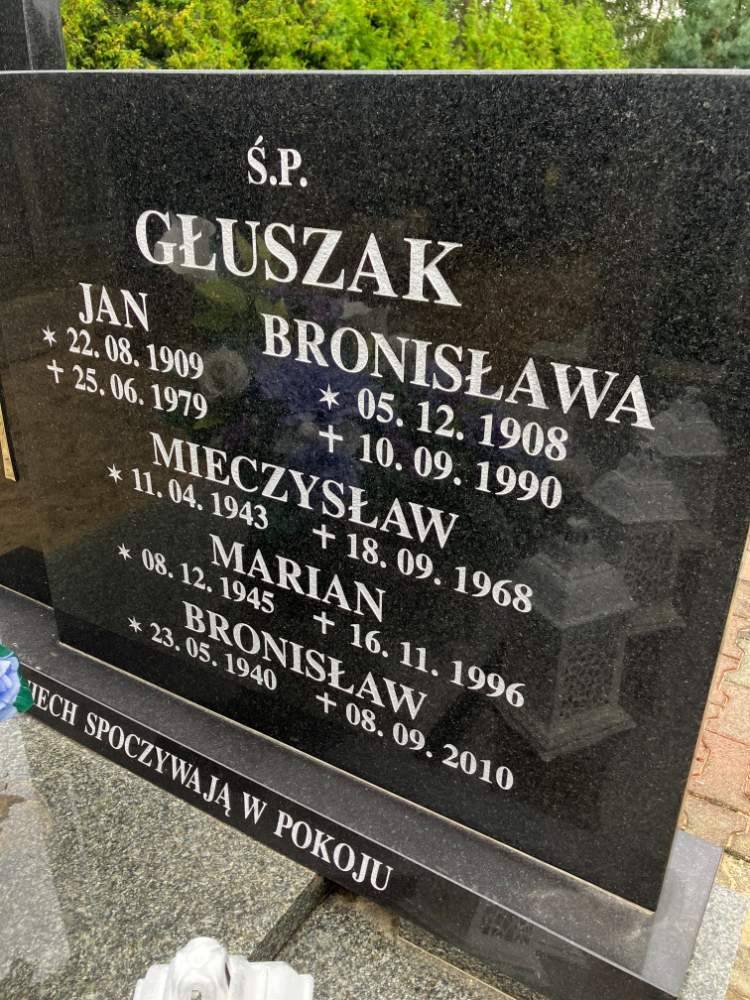 Ś.P.
GŁUSZAK
JAN
* 22. 08. 1909
+ 25. 06. 1979
BRONISŁAWA
* 05. 12. 1908
+ 10. 09. 1990
MIECZYSŁAW
* 11. 04. 1943 + 18. 09. 1968
MARIAN
* 08. 12. 1945 + 16. 11. 1996
BRONISŁAW
* 23. 05. 1940 + 08. 09. 2010
NIECH SPOCZYWAJĄ W POKOJU